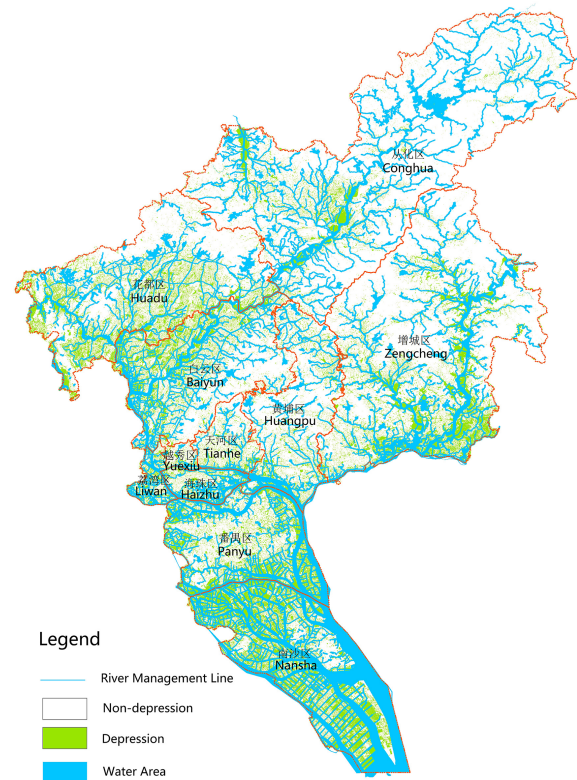 从化区
Conghua
花都区
Huadu
增城区
Zengcheng
白云区
Baiyun
黄埔区
Huangpu
天河区
Tianhe
越秀区
Yuexiu
荔湾区
Liwan
海珠区
Haizhu
番禺区
Panyu
南沙区
Nansha
Legend
River Management Line
Non-depression
Depression
Water Area